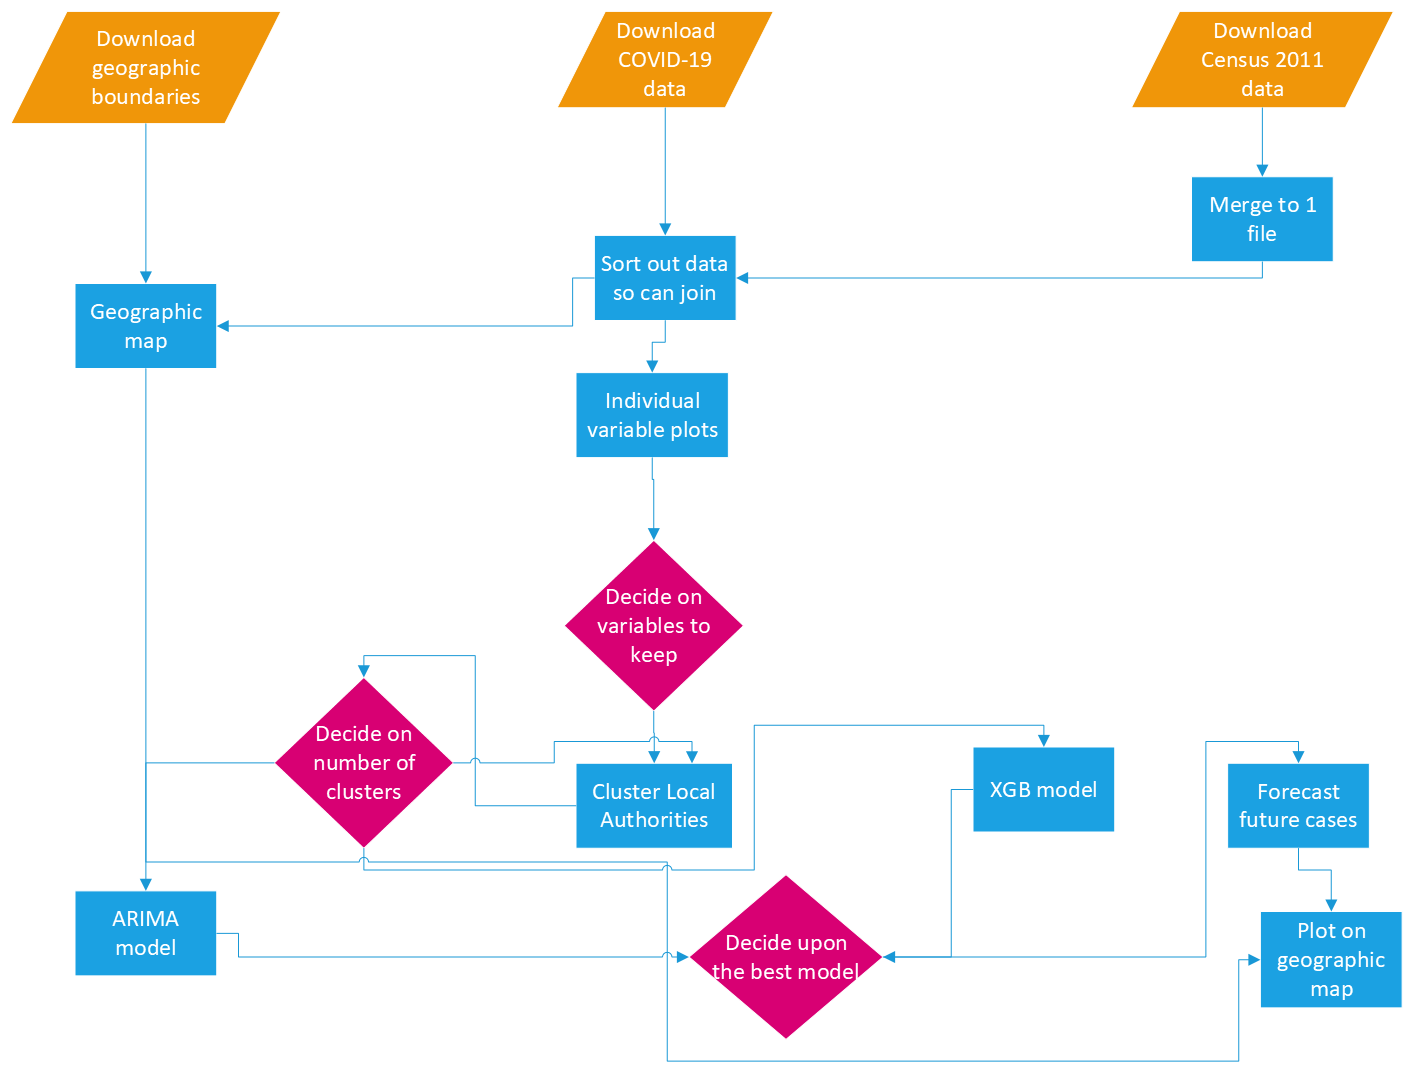 Download
geographic
boundaries
Download
COVID-19
data
Download
Census 2011
data
Merge to 1
file
Sort out data
so can join
Geographic
map
Individual
variable plots
Decide on
variables to
keep
Decide on
number of
clusters
Cluster Local
Authorities
XGB model
Forecast
future cases
ARIMA
model
Decide upon
the best model
Plot on
geographic
map